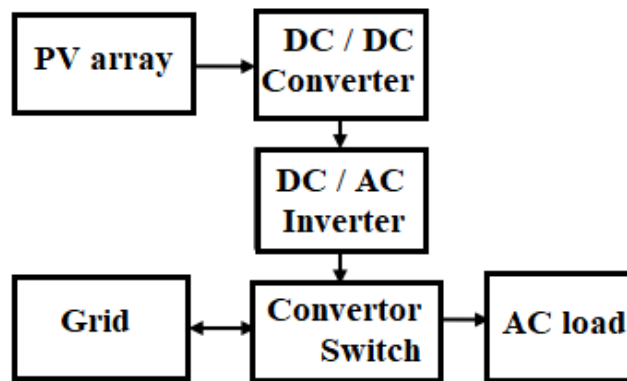 PV array
DC / DC
Converter
DC / AC
Inverter
Grid
Convertor
Switch
AC load